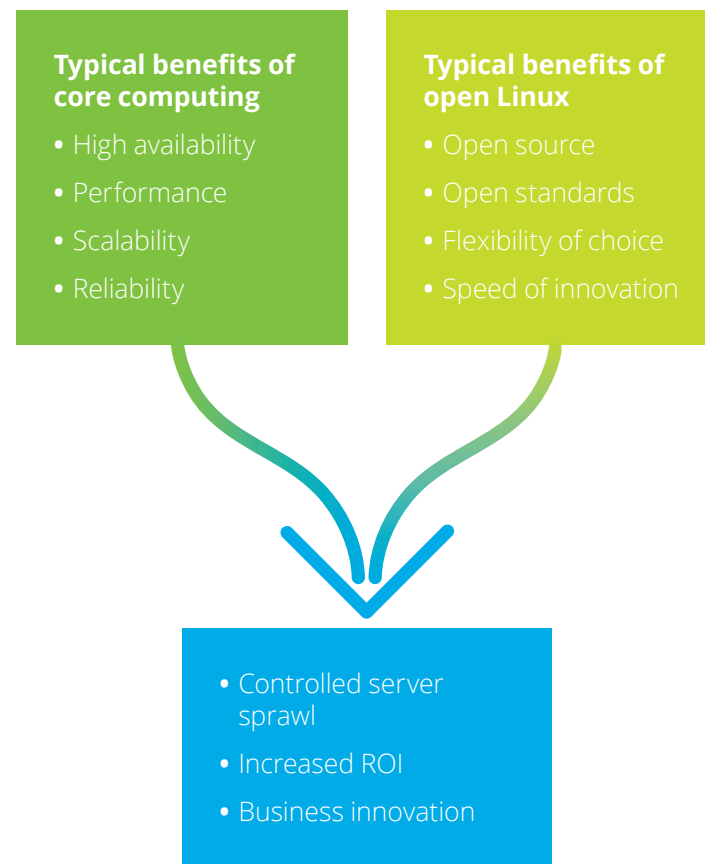 Typical benefits of
core computing
• High availability
• Performance
• Scalability
• Reliability
Typical benefits of
open Linux
• Open source
• Open standards
• Flexibility of choice
• Speed of innovation
• Controlled server
sprawl
• Increased ROI
• Business innovation